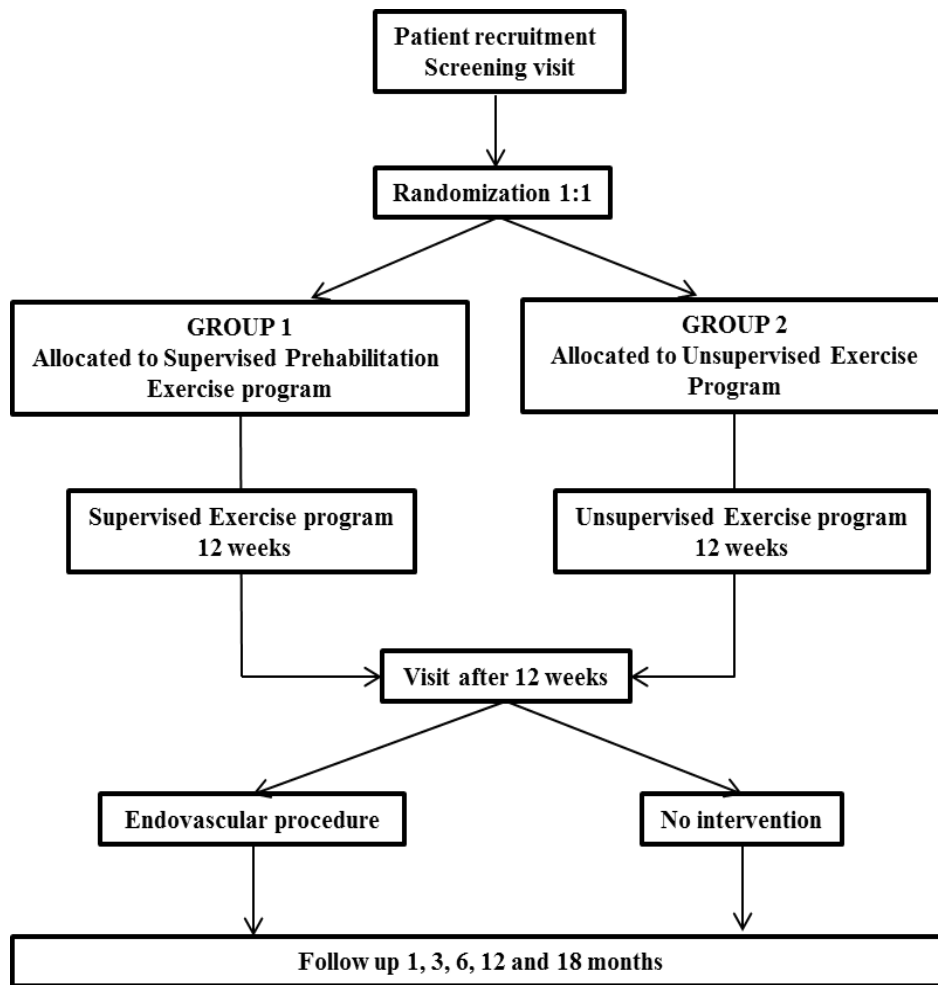 Patient recruitment
Screening visit
Randomization 1:1
GROUP 1
Allocated to Supervised Prehabilitation
Exercise program
GROUP 2
Allocated to Unsupervised Exercise
Program
Supervised Exercise program
12 weeks
Unsupervised Exercise program
12 weeks
Visit after 12 weeks
Endovascular procedure
No intervention
Follow up 1, 3, 6, 12 and 18 months